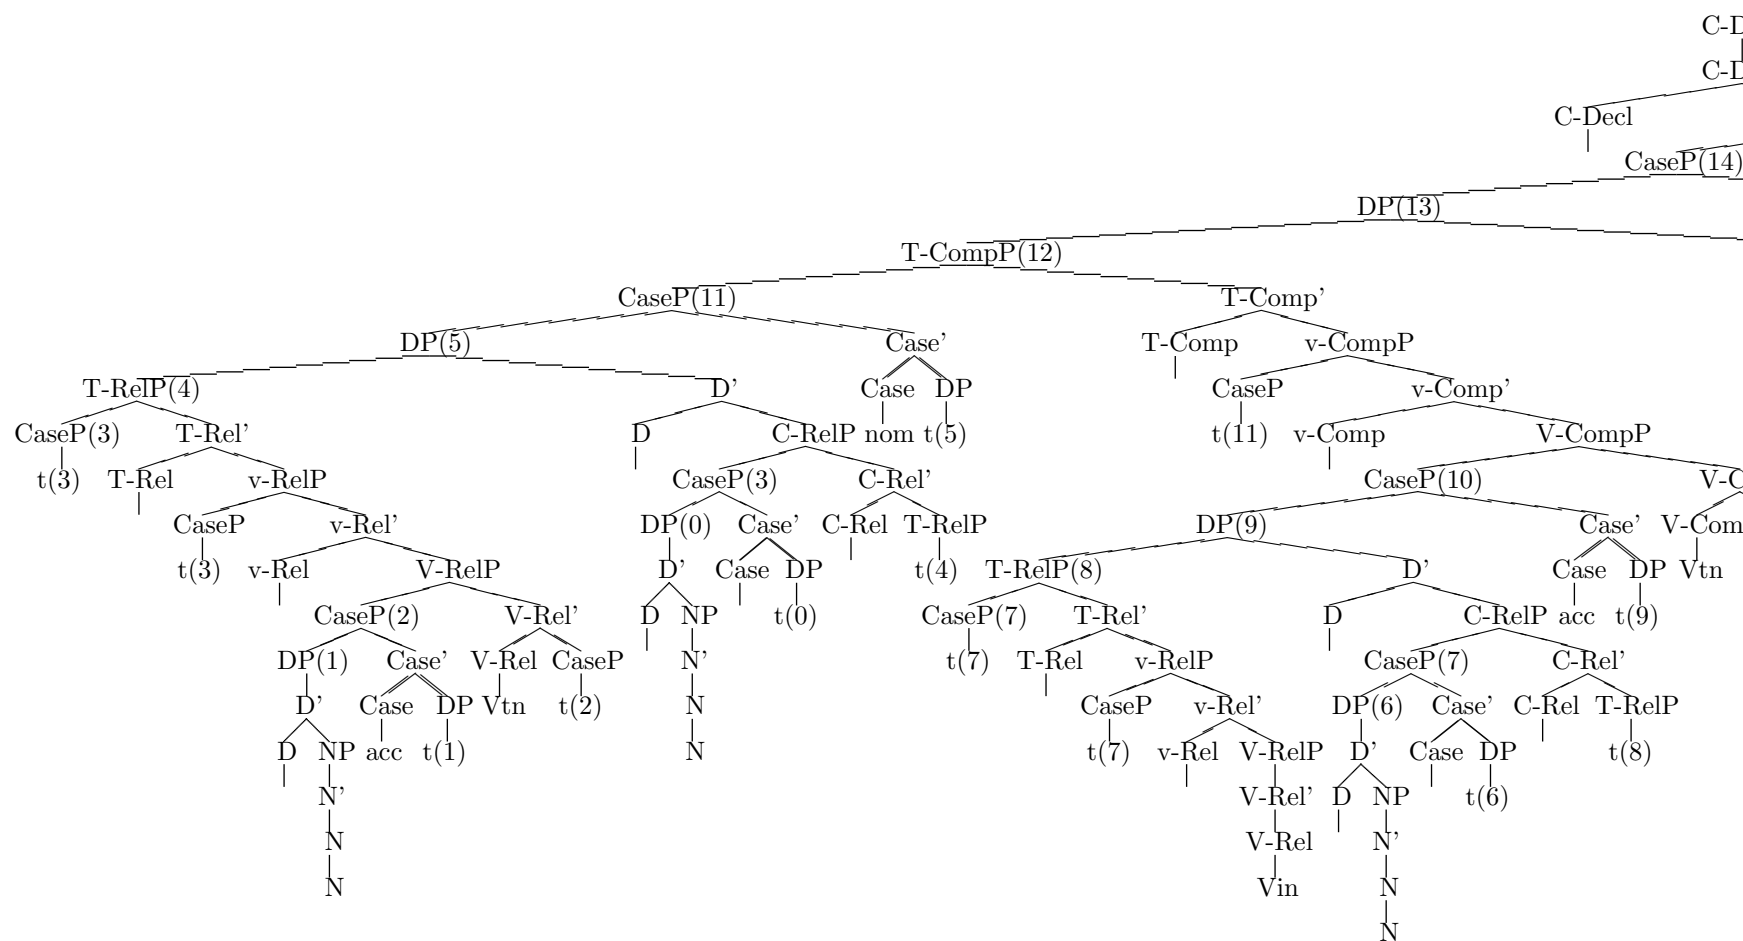 C-D
C-D
C-Decl
CaseP(14)
DP(13)
T-CompP(12)
CaseP(11) T-Comp'
DP(5) Case' T-Comp v-CompP
T-RelP(4) D' Case DP CaseP v-Comp'
CaseP(3) T-Rel' D C-RelP nom t(5) t(11) v-Comp V-CompP
t(3) T-Rel v-RelP CaseP(3) C-Rel' CaseP(10) V-C
CaseP v-Rel' DP(0) Case' C-Rel T-RelP DP(9) Case' V-Com
t(3) v-Rel V-RelP D' Case DP t(4) T-RelP(8) D' Case DP Vtn
CaseP(2) V-Rel' D NP t(0) CaseP(7) T-Rel' D C-RelP acc t(9)
DP(1) Case' V-Rel CaseP N' t(7) T-Rel v-RelP CaseP(7) C-Rel'
D' Case DP Vtn t(2) N CaseP v-Rel' DP(6) Case' C-Rel T-RelP
D NP acc t(1) N t(7) v-Rel V-RelP D' Case DP t(8)
N' V-Rel' D NP t(6)
N V-Rel N'
N Vin N
N